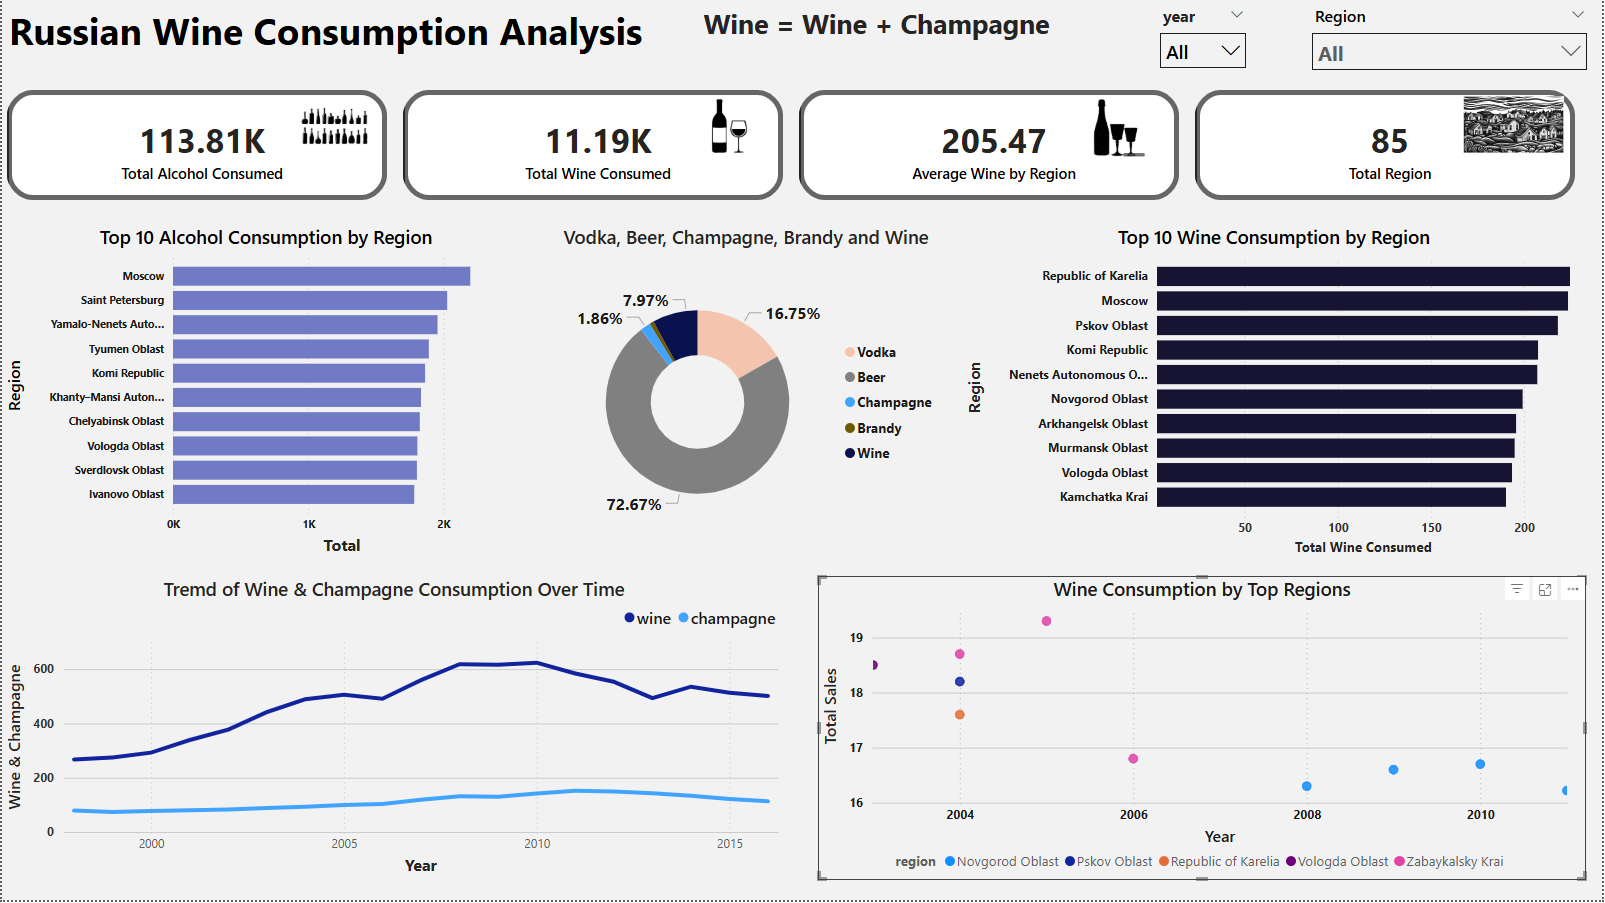 Russian Wine Consumption Analysis
Wine = Wine + Champagne
year
All
Region
All
113.81K
Total Alcohol Consumed
11.19K
Total Wine Consumed
205.47
Average Wine by Region
85
Total Region
Top 10 Alcohol Consumption by Region
Region
Moscow
Saint Petersburg
Yamalo-Nenets Auto...
Tyumen Oblast
Komi Republic
Khanty–Mansi Auton...
Chelyabinsk Oblast
Vologda Oblast
Sverdlovsk Oblast
Ivanovo Oblast
0K 1K 2K
Total
Vodka, Beer, Champagne, Brandy and Wine
7.97%
1.86%
16.75%
72.67%
Vodka
Beer
Champagne
Brandy
Wine
Top 10 Wine Consumption by Region
Region
Republic of Karelia
Moscow
Pskov Oblast
Komi Republic
Nenets Autonomous O...
Novgorod Oblast
Arkhangelsk Oblast
Murmansk Oblast
Vologda Oblast
Kamchatka Krai
50 100 150 200
Total Wine Consumed
Tremd of Wine & Champagne Consumption Over Time
wine champagne
Wine & Champagne
600
400
200
0
2000 2005 2010 2015
Year
Wine Consumption by Top Regions
Total Sales
19
18
17
16
2004 2006 2008 2010
Year
region Novgorod Oblast Pskov Oblast Republic of Karelia Vologda Oblast Zabaykalsky Krai